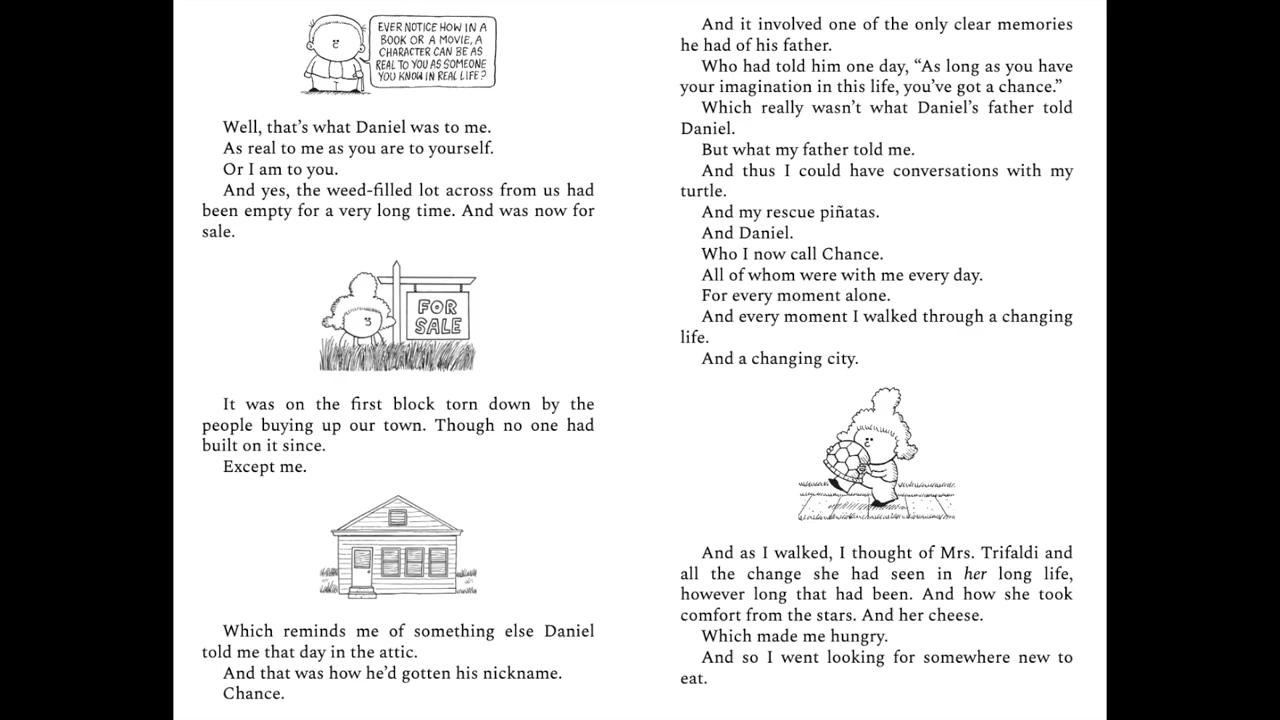 EVER NOTICE HOW IN A
BOOK OR A MOVIE, A
CHARACTER CAN BE AS
REAL TO YOU AS SOMEONE
YOU KNOW IN REAL LIFE?
Well, that’s what Daniel was to me.
As real to me as you are to yourself.
Or I am to you.
And yes, the weed-filled lot across from us had
been empty for a very long time. And was now for
sale.
FOR
SALE
It was on the first block torn down by the
people buying up our town. Though no one had
built on it since.
Except me.
Which reminds me of something else Daniel
told me that day in the attic.
And that was how he’d gotten his nickname.
Chance.
And it involved one of the only clear memories
he had of his father.
Who had told him one day, “As long as you have
your imagination in this life, you’ve got a chance.”
Which really wasn’t what Daniel’s father told
Daniel.
But what my father told me.
And thus I could have conversations with my
turtle.
And my rescue piñatas.
And Daniel.
Who I now call Chance.
All of whom were with me every day.
For every moment alone.
And every moment I walked through a changing
life.
And a changing city.
And as I walked, I thought of Mrs. Trifaldi and
all the change she had seen in her long life,
however long that had been. And how she took
comfort from the stars. And her cheese.
Which made me hungry.
And so I went looking for somewhere new to
eat.